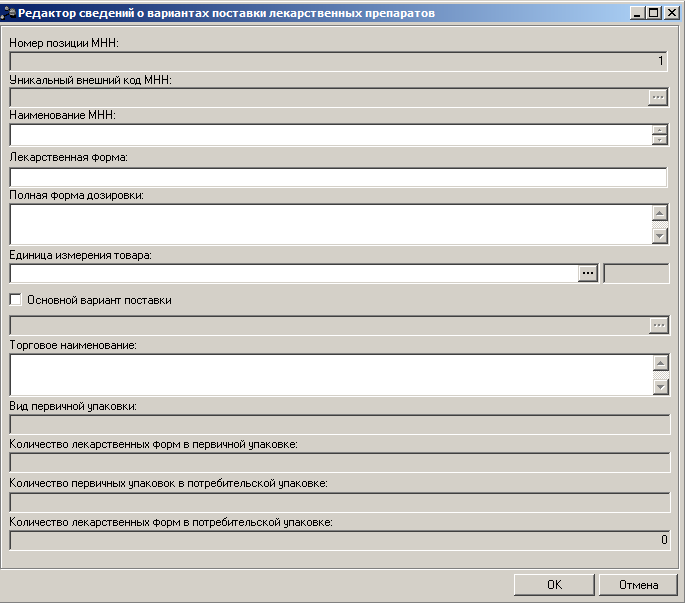 Редактор сведений о вариантах поставки лекарственных препаратов
Номер позиции МНН:
1
Уникальный внешний код МНН:
...
Наименование МНН:
Лекарственная форма:
Полная форма дозировки:
Единица измерения товара:
...
Основной вариант поставки
...
Торговое наименование:
Вид первичной упаковки:
Количество лекарственных форм в первичной упаковке:
Количество первичных упаковок в потребительской упаковке:
Количество лекарственных форм в потребительской упаковке:
0
OK Отмена